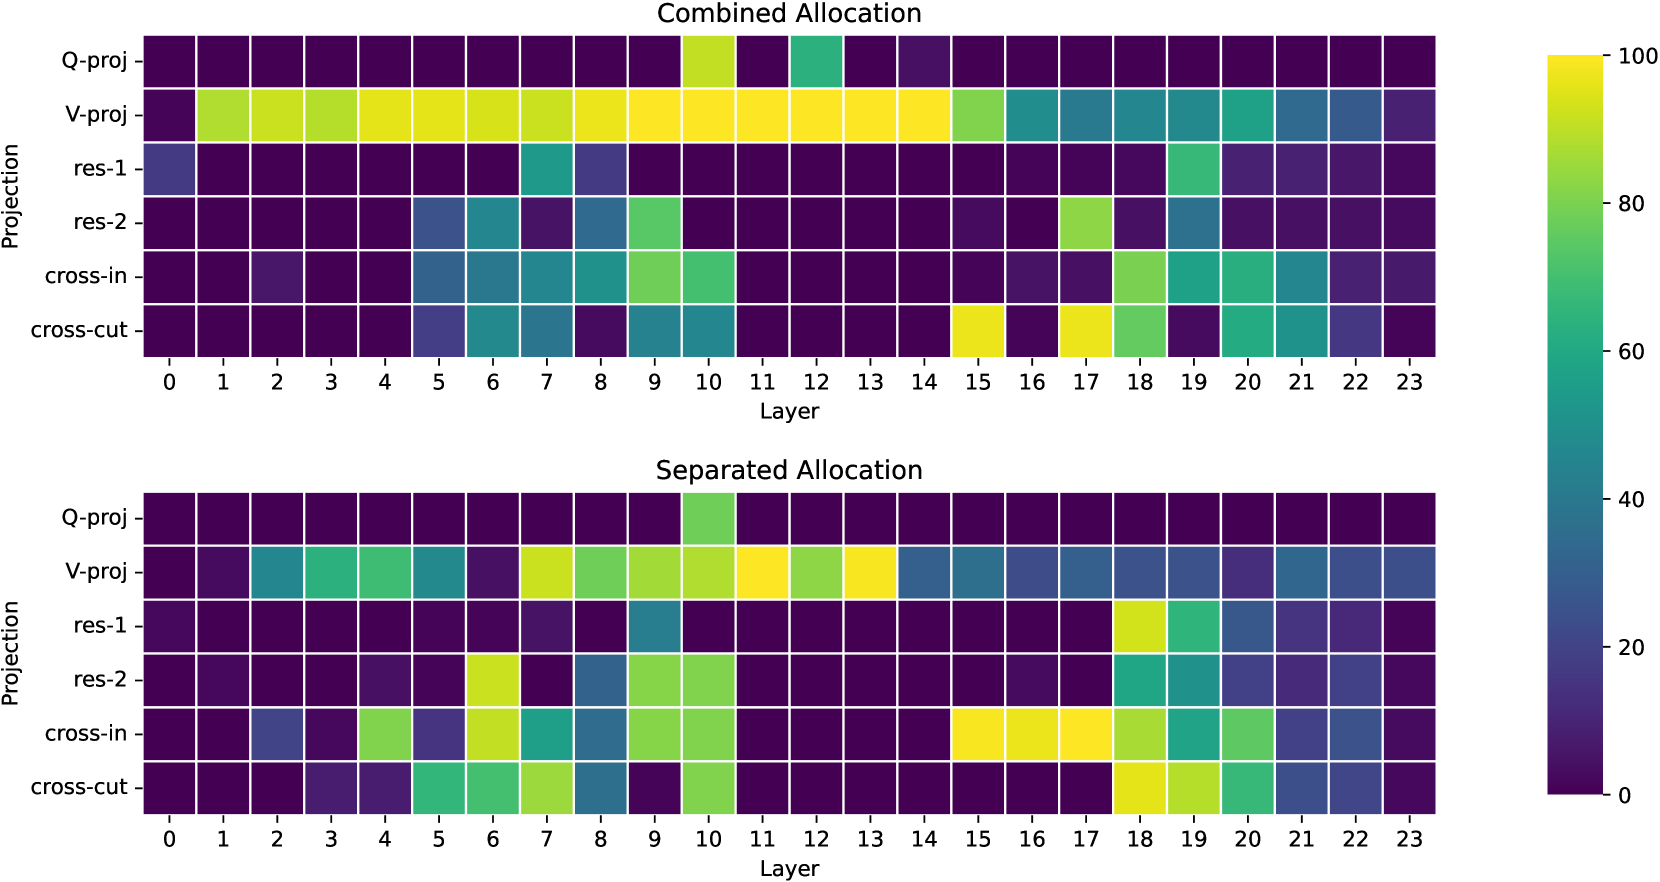 Combined Allocation
Projection
Q-proj
V-proj
res-1
res-2
cross-in
cross-cut
0 1 2 3 4 5 6 7 8 9 10 11 12 13 14 15 16 17 18 19 20 21 22 23
Layer
Separated Allocation
Projection
Q-proj
V-proj
res-1
res-2
cross-in
cross-cut
0 1 2 3 4 5 6 7 8 9 10 11 12 13 14 15 16 17 18 19 20 21 22 23
Layer
100
80
60
40
20
0